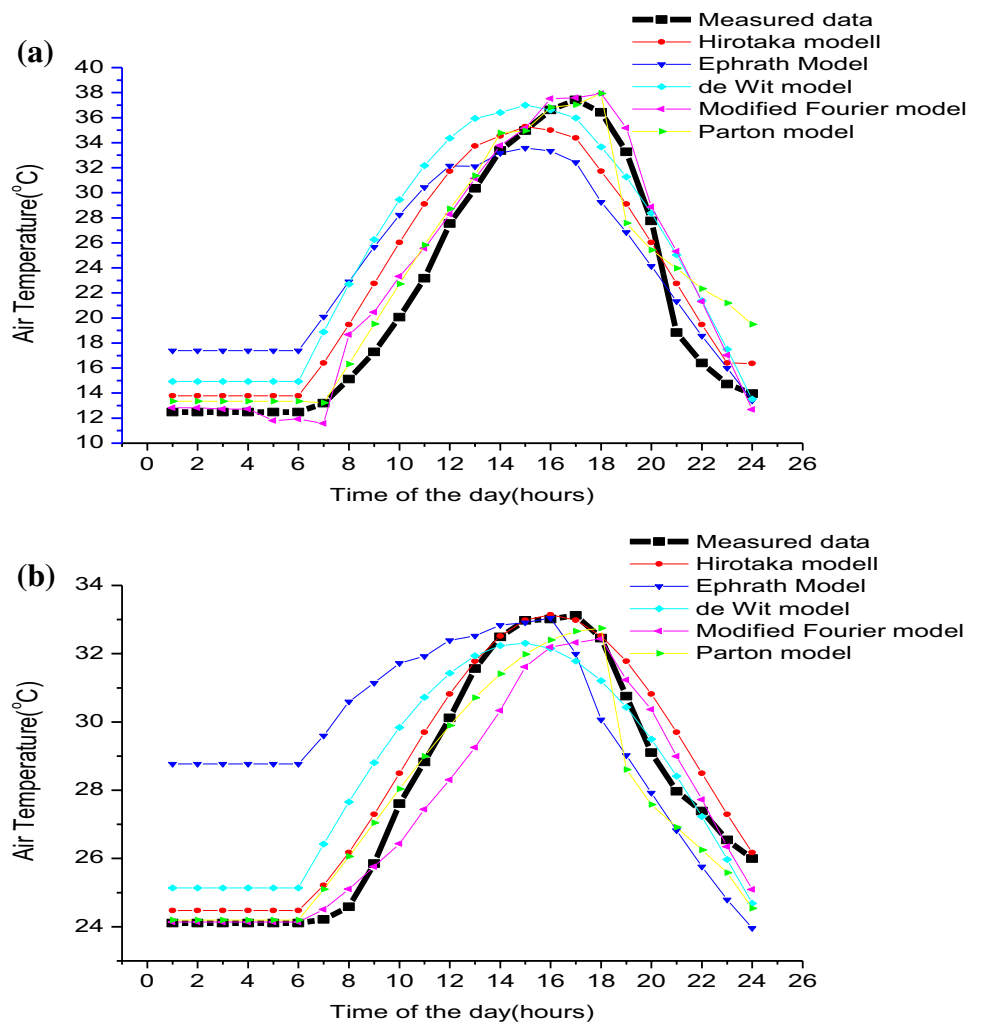 (a)
Measured data
Hirotaka modell
Ephrath Model
de Wit model
Modified Fourier model
Parton model
Air Temperature(°C)
40
38
36
34
32
30
28
26
24
22
20
18
16
14
12
10
0 2 4 6 8 10 12 14 16 18 20 22 24 26
Time of the day(hours)
(b)
Measured data
Hirotaka modell
Ephrath Model
de Wit model
Modified Fourier model
Parton model
Air Temperature(°C)
34
32
30
28
26
24
0 2 4 6 8 10 12 14 16 18 20 22 24 26
Time of the day(hours)